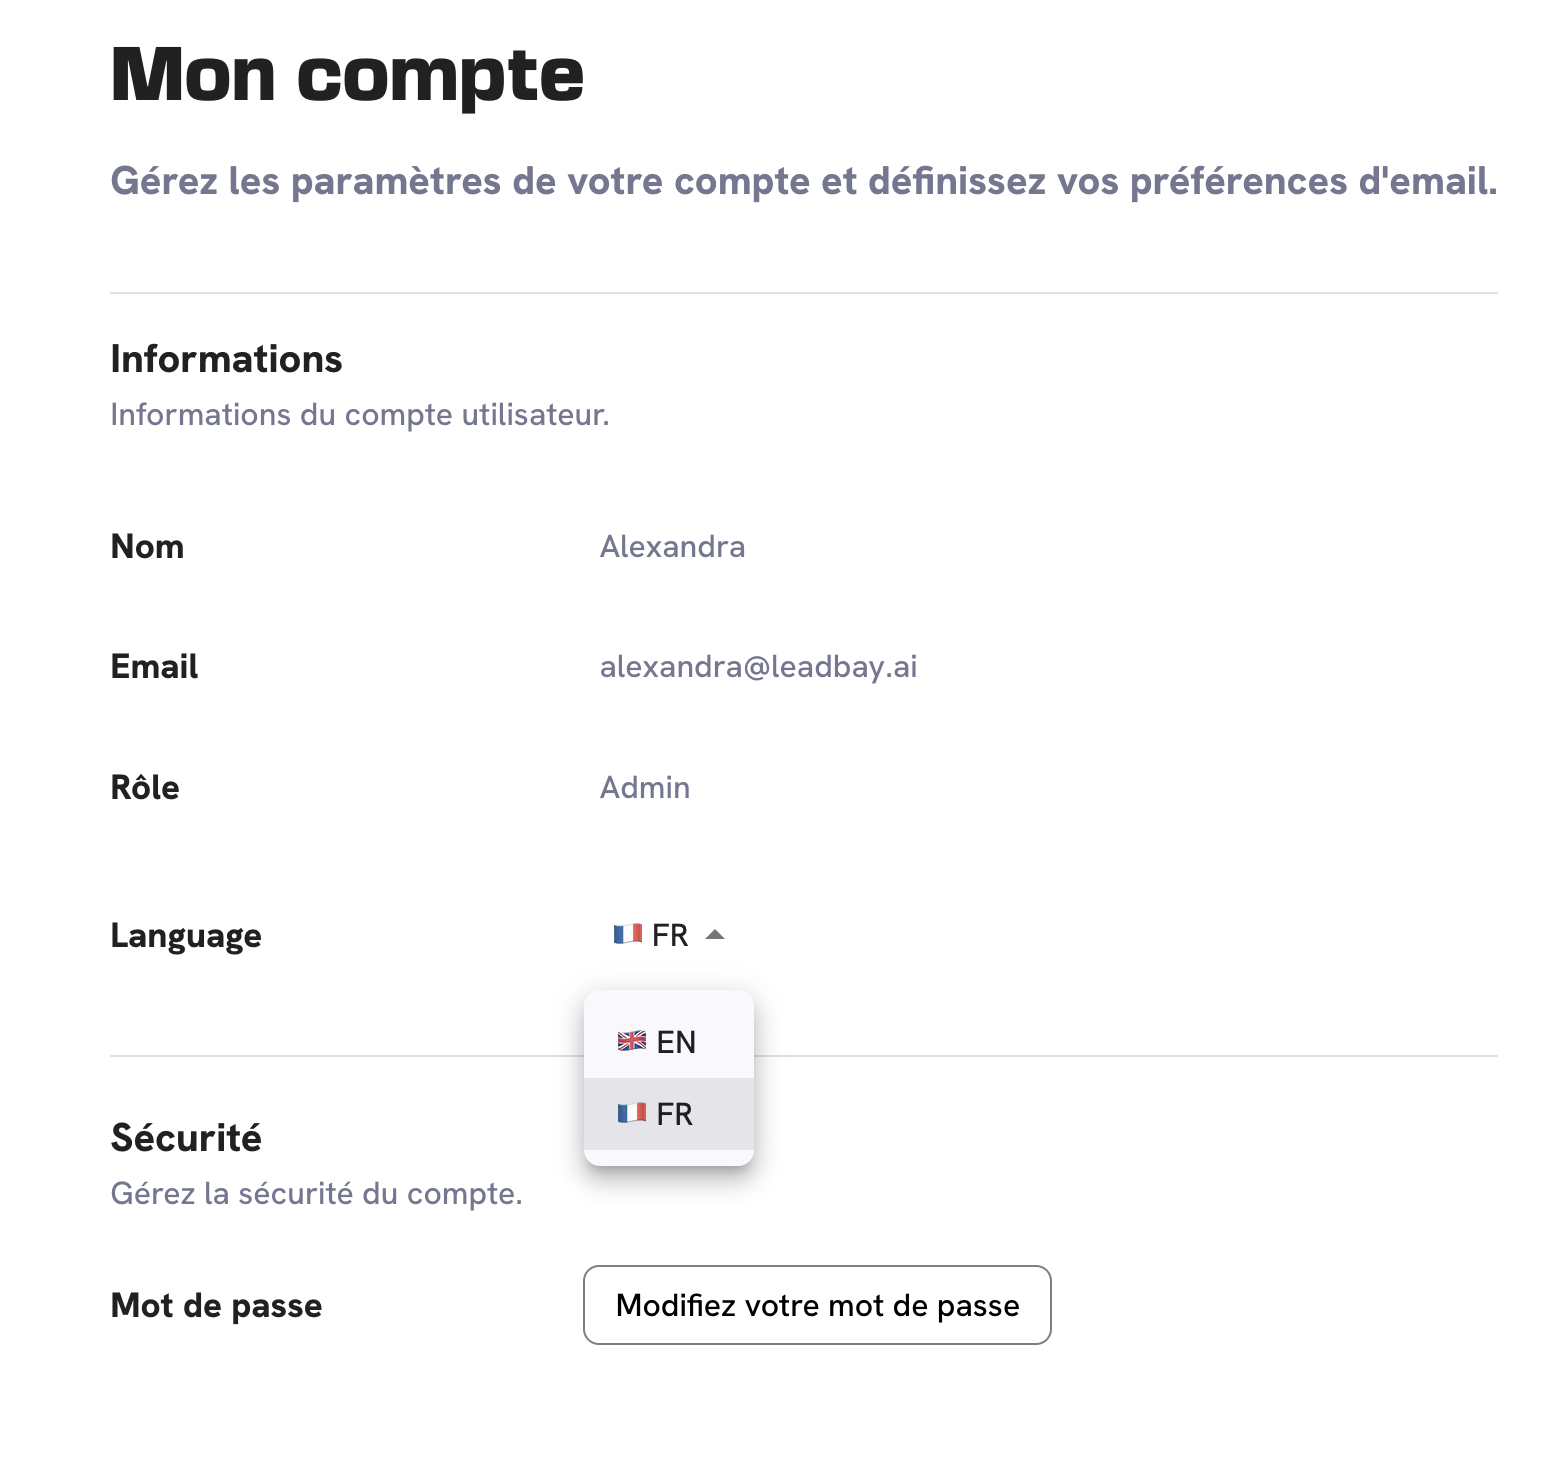 Mon compte
Gérez les paramètres de votre compte et définissez vos préférences d'email.
Informations
Informations du compte utilisateur.
Nom
Alexandra
Email
alexandra@leadbay.ai
Rôle
Admin
Language
FR
EN
FR
Sécurité
Gérez la sécurité du compte.
Mot de passe
Modifiez votre mot de passe